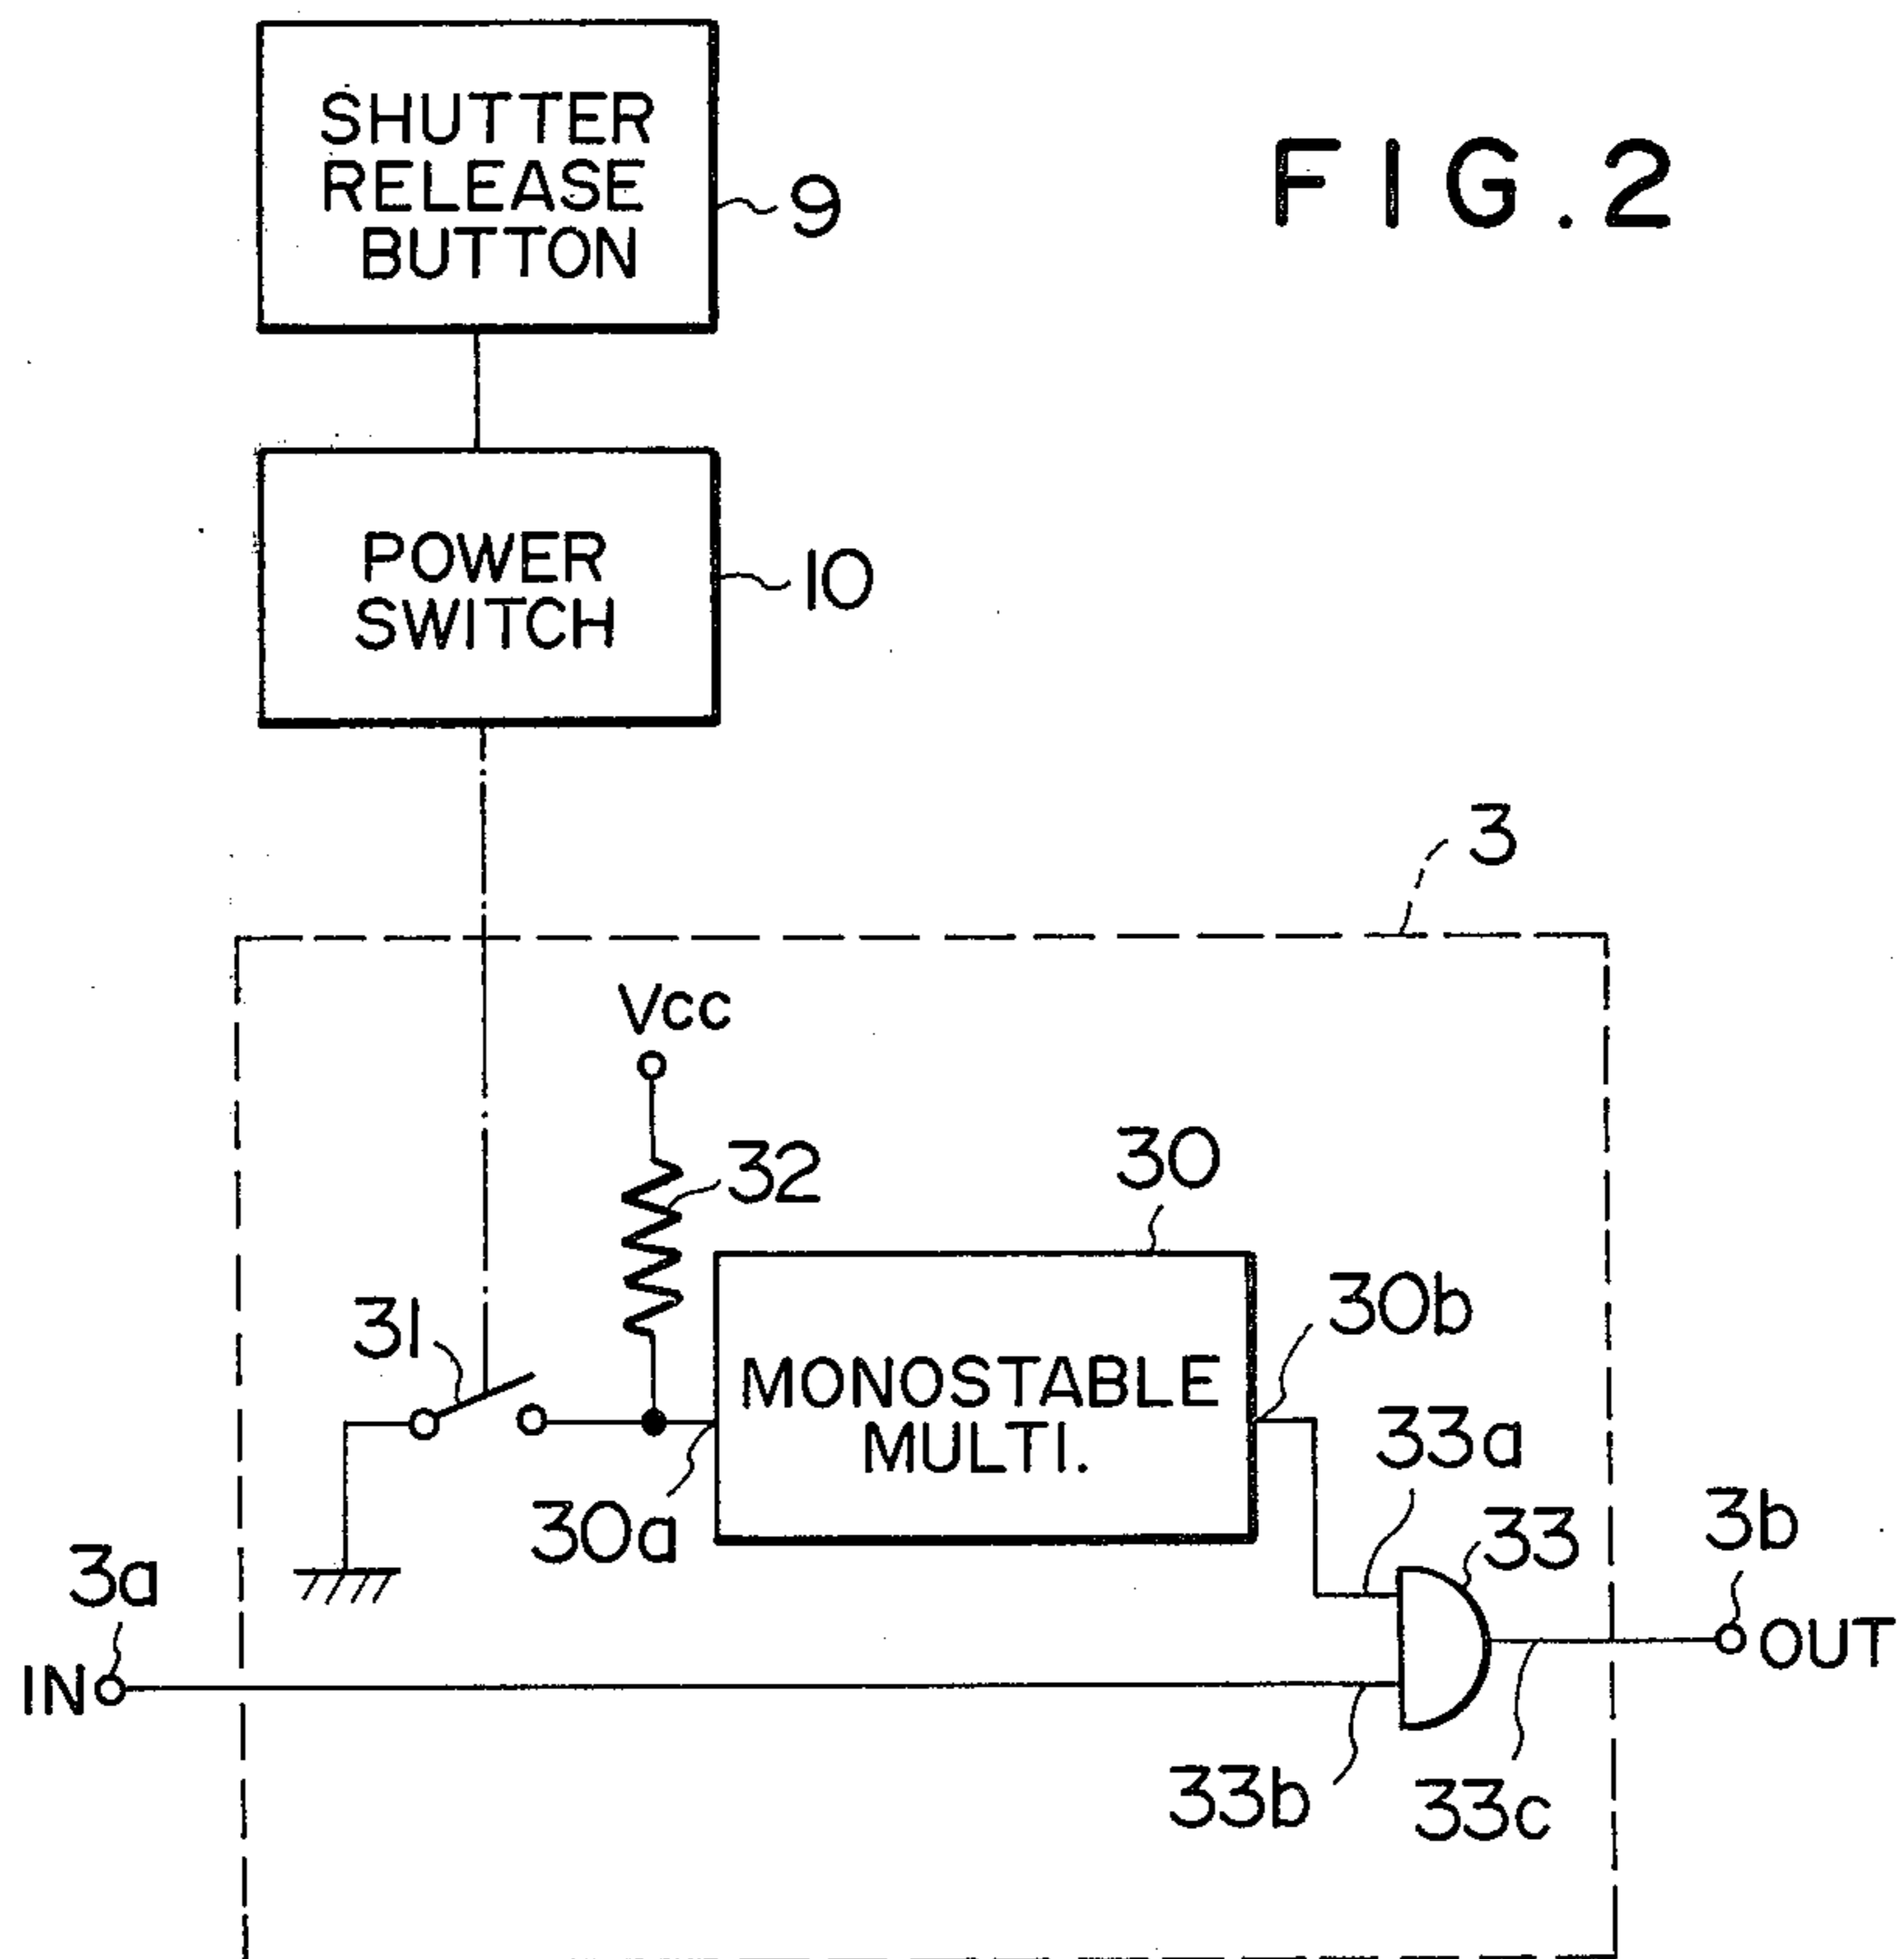 FIG.2
SHUTTER
RELEASE
BUTTON
9
POWER
SWITCH
10
3
Vcc
32
30
31
30b
MONOSTABLE
MULTI.
33a
30a
33
3b
3a
OUT
IN
33b
33c